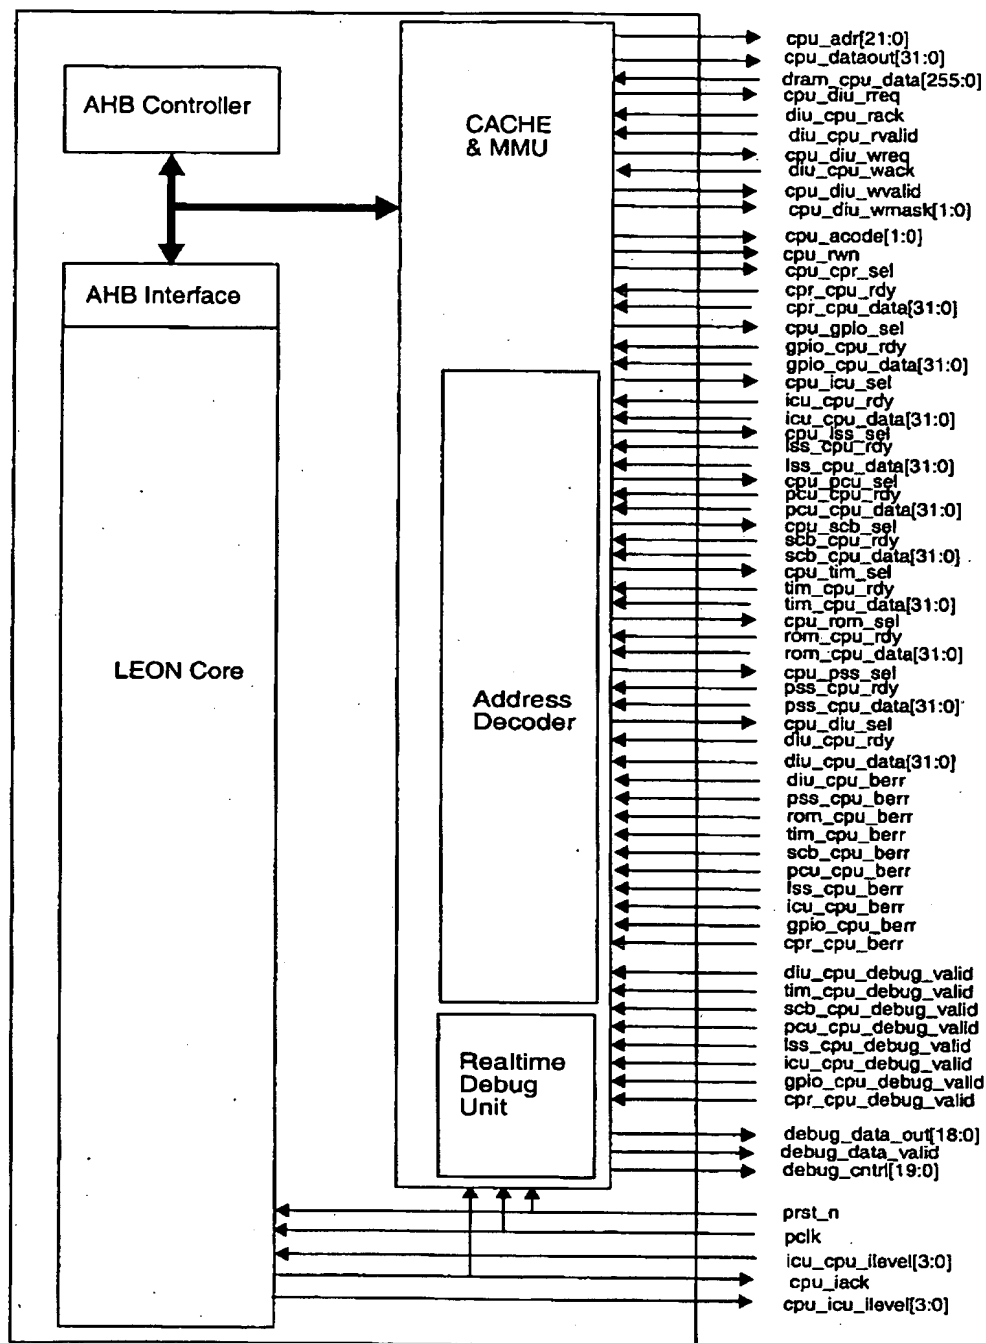 AHB Controller
CACHE
& MMU
AHB Interface
LEON Core
Address
Decoder
Realtime
Debug
Unit
cpu_adr[21:0]
cpu_dataout[31:0]
dram_cpu_data[255:0]
cpu_diu_rreq
diu_cpu_rack
diu_cpu_rvalid
cpu_diu_wreq
diu_cpu_wack
cpu_diu_wvalid
cpu_diu_wmask[1:0]
cpu_acode[1:0]
cpu_rwn
cpu_cpr_sel
cpr_cpu_rdy
cpr_cpu_data[31:0]
cpu_gpio_sel
gpio_cpu_rdy
gpio_cpu_data[31:0]
cpu_icu_sel
icu_cpu_rdy
icu_cpu_data[31:0]
cpu_lss_sel
lss_cpu_rdy
lss_cpu_data[31:0]
cpu_pcu_sel
pcu_cpu_rdy
pcu_cpu_data[31:0]
cpu_scb_sel
scb_cpu_rdy
scb_cpu_data[31:0]
cpu_tim_sel
tim_cpu_rdy
tim_cpu_data[31:0]
cpu_rom_sel
rom_cpu_rdy
rom_cpu_data[31:0]
cpu_pss_sel
pss_cpu_rdy
pss_cpu_data[31:0]
cpu_diu_sel
diu_cpu_rdy
diu_cpu_data[31:0]
diu_cpu_berr
pss_cpu_berr
rom_cpu_berr
tim_cpu_berr
scb_cpu_berr
pcu_cpu_berr
lss_cpu_berr
icu_cpu_berr
gpio_cpu_berr
cpr_cpu_berr
diu_cpu_debug_valid
tim_cpu_debug_valid
scb_cpu_debug_valid
pcu_cpu_debug_valid
lss_cpu_debug_valid
icu_cpu_debug_valid
gpio_cpu_debug_valid
cpr_cpu_debug_valid
debug_data_out[18:0]
debug_data_valid
debug_cntrl[19:0]
prst_n
pclk
icu_cpu_ilevel[3:0]
cpu_iack
cpu_icu_ilevel[3:0]